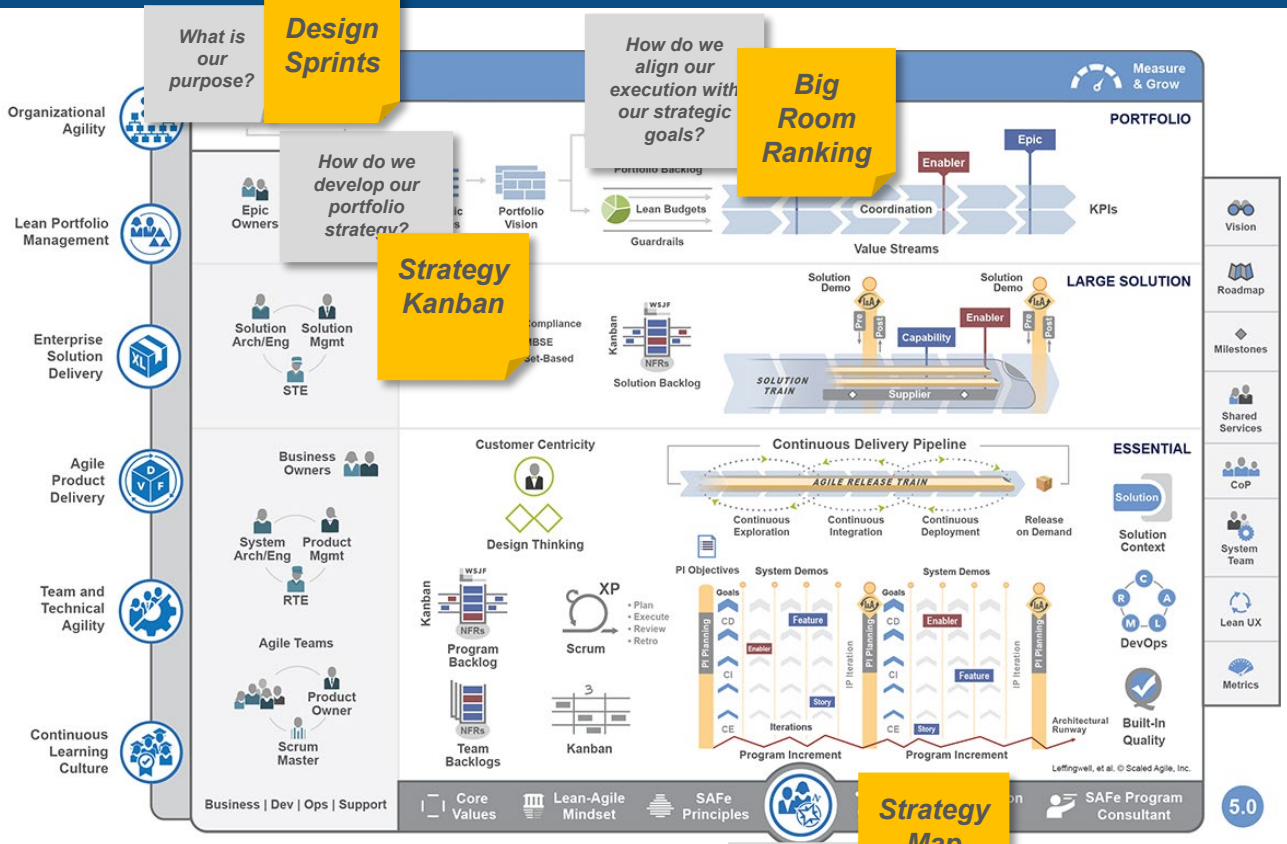 What is
our
purpose?
Design
Sprints
How do we
align our
execution with
our strategic
goals?
Big
Room
Ranking
Measure
& Grow
Organizational
Agility
PORTFOLIO
How do we
develop our
portfolio
strategy?
Epic
Owners
Portfolio
Vision
Portfolio Backlog
Lean Budgets
Guardrails
Enabler
Epic
Coordination
KPIs
Value Streams
Lean Portfolio
Management
Strategy
Kanban
Vision
Roadmap
Milestones
Shared
Services
CoP
System
Team
Lean UX
Metrics
Enterprise
Solution
Delivery
XL
Solution
Arch/Eng
Solution
Mgmt
STE
Compliance
MBSE
Set-Based
Kanban
WSJF
NFRs
Solution Backlog
Solution
Demo
Solution
Demo
LARGE SOLUTION
I&A
I&A
Pre
Post
Pre
Post
Enabler
Capability
SOLUTION
TRAIN
Supplier
Agile
Product
Delivery
D
V F
Business
Owners
System
Arch/Eng
Product
Mgmt
RTE
Customer Centricity
Design Thinking
Continuous Delivery Pipeline
AGILE RELEASE TRAIN
Continuous
Exploration
Continuous
Integration
Continuous
Deployment
Release
on Demand
ESSENTIAL
Solution
Solution
Context
Team and
Technical
Agility
Agile Teams
Product
Owner
Scrum
Master
Kanban
WSJF
NFRs
Program
Backlog
XP
• Plan
• Execute
• Review
• Retro
Scrum
NFRs
Team
Backlogs
3
Kanban
PI Objectives
System Demos
System Demos
Goals
Goals
PI Planning
CD
CI
CE
Enabler
Feature
Story
Iterations
IP Iteration
I&A
PI Planning
CD
CI
CE
Enabler
Feature
Story
IP Iteration
I&A
PI Planning
Program Increment
Program Increment
Architectural
Runway
C
A
L
M
R
DevOps
Built-In
Quality
Leffingwell, et al. © Scaled Agile, Inc.
Continuous
Learning
Culture
Business | Dev | Ops | Support
Core
Values
Lean-Agile
Mindset
SAFe
Principles
Strategy
Map
SAFe Program
Consultant
5.0